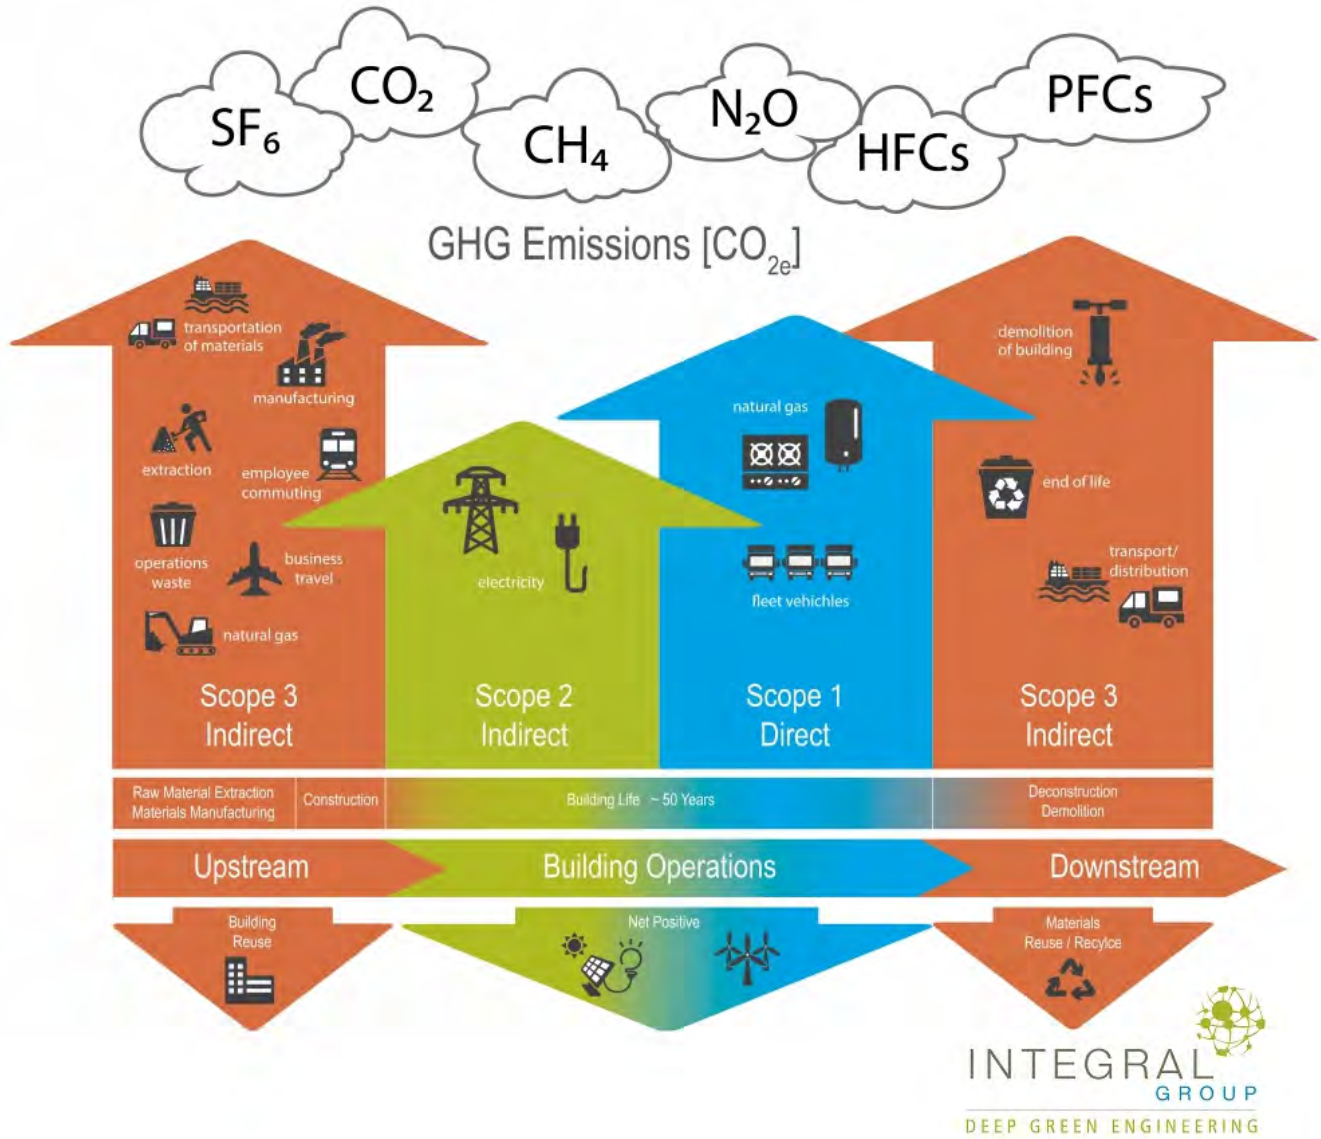 SF₆
CO₂
CH₄
N₂O
HFCs
PFCs
GHG Emissions [CO₂ₑ]
transportation
of materials
manufacturing
extraction
employee
commuting
operations
waste
business
travel
natural gas
Scope 3
Indirect
electricity
Scope 2
Indirect
natural gas
fleet vehichles
Scope 1
Direct
demolition
of building
end of life
transport/
distribution
Scope 3
Indirect
Raw Material Extraction
Materials Manufacturing
Construction
Building Life ~ 50 Years
Deconstruction
Demolition
Upstream
Building Operations
Downstream
Building
Reuse
Net Positive
Materials
Reuse / Recylce
INTEGRAL
GROUP
DEEP GREEN ENGINEERING